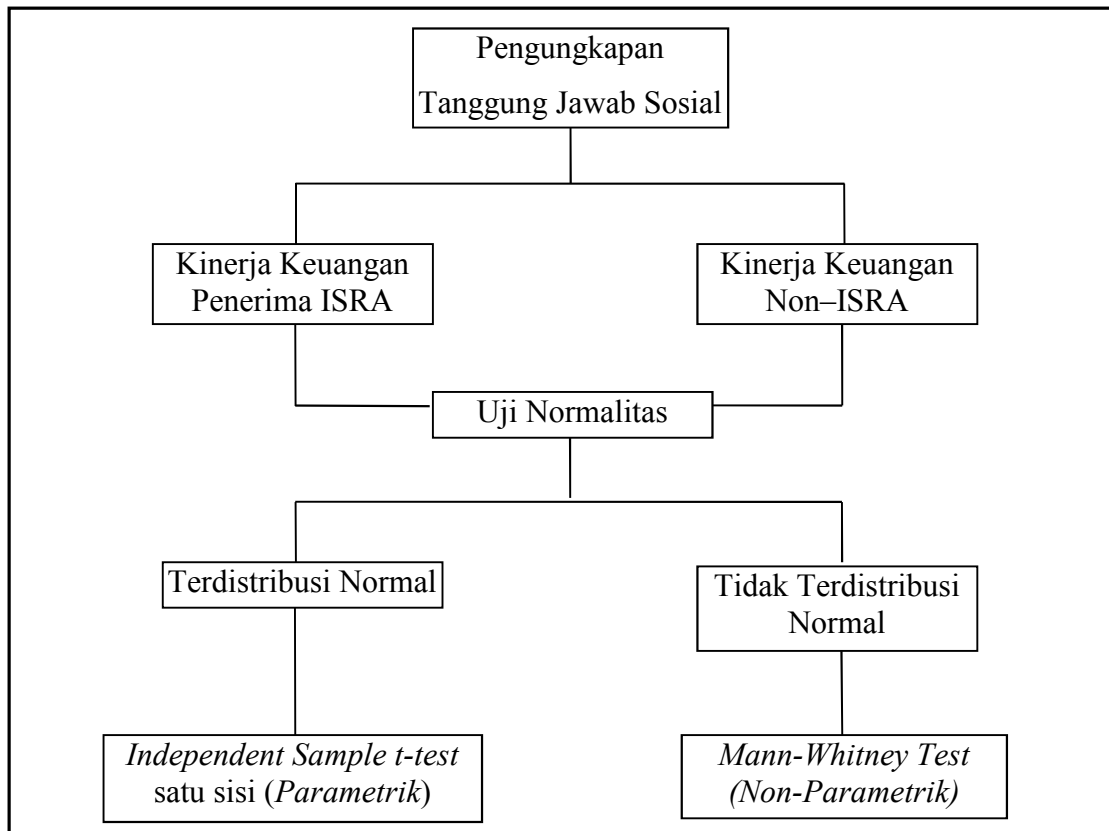 Pengungkapan
Tanggung Jawab Sosial
Kinerja Keuangan
Penerima ISRA
Kinerja Keuangan
Non–ISRA
Uji Normalitas
Terdistribusi Normal
Tidak Terdistribusi
Normal
Independent Sample t-test
satu sisi (Parametrik)
Mann-Whitney Test
(Non-Parametrik)